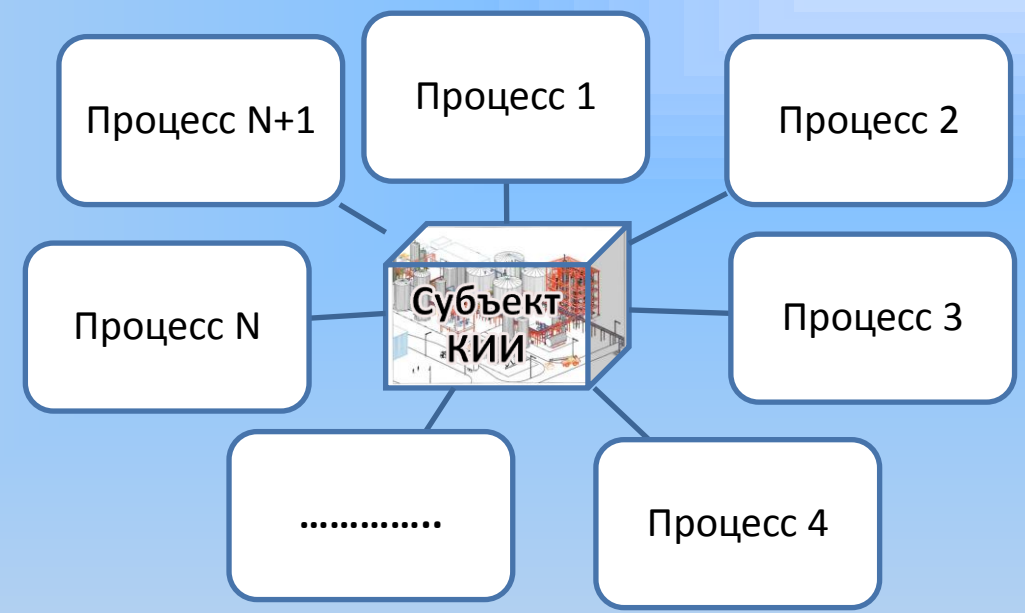 Процесс N+1
Процесс 1
Процесс 2
Процесс N
Субъект
КИИ
Процесс 3
…………..
Процесс 4